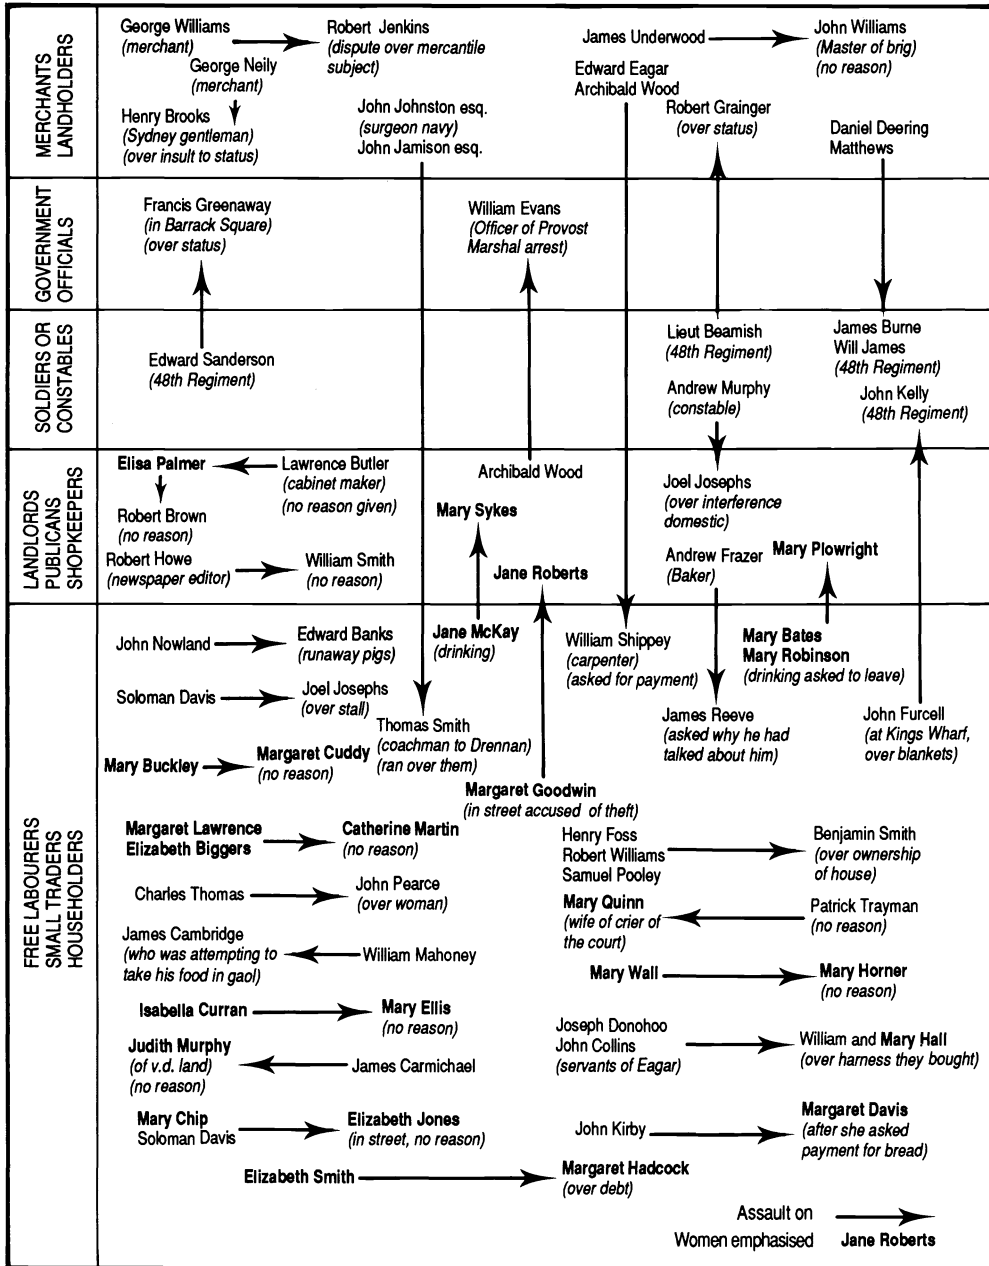 MERCHANTS
LANDHOLDERS
George Williams
(merchant)
Robert Jenkins
(dispute over mercantile
subject)
George Neily
(merchant)
Henry Brooks
(Sydney gentleman)
(over insult to status)
John Johnston esq.
(surgeon navy)
John Jamison esq.
James Underwood
John Williams
(Master of brig)
(no reason)
Edward Eagar
Archibald Wood
Robert Grainger
(over status)
Daniel Deering
Matthews
GOVERNMENT
OFFICIALS
Francis Greenaway
(in Barrack Square)
(over status)
William Evans
(Officer of Provost
Marshal arrest)
SOLDIERS OR
CONSTABLES
Edward Sanderson
(48th Regiment)
Lieut Beamish
(48th Regiment)
Andrew Murphy
(constable)
James Burne
Will James
(48th Regiment)
John Kelly
(48th Regiment)
LANDLORDS
PUBLICANS
SHOPKEEPERS
Elisa Palmer
Lawrence Butler
(cabinet maker)
(no reason given)
Robert Brown
(no reason)
Robert Howe
(newspaper editor)
William Smith
(no reason)
Archibald Wood
Mary Sykes
Jane Roberts
Joel Josephs
(over interference
domestic)
Andrew Frazer
(Baker)
Mary Plowright
FREE LABOURERS
SMALL TRADERS
HOUSEHOLDERS
John Nowland
Edward Banks
(runaway pigs)
Jane McKay
(drinking)
William Shippey
(carpenter)
(asked for payment)
Mary Bates
Mary Robinson
(drinking asked to leave)
Soloman Davis
Joel Josephs
(over stall)
Thomas Smith
(coachman to Drennan)
(ran over them)
James Reeve
(asked why he had
talked about him)
John Furcell
(at Kings Wharf,
over blankets)
Mary Buckley
Margaret Cuddy
(no reason)
Margaret Goodwin
(in street accused of theft)
Margaret Lawrence
Elizabeth Biggers
Catherine Martin
(no reason)
Henry Foss
Robert Williams
Samuel Pooley
Benjamin Smith
(over ownership
of house)
Charles Thomas
John Pearce
(over woman)
Mary Quinn
(wife of crier of
the court)
Patrick Trayman
(no reason)
James Cambridge
(who was attempting to
take his food in gaol)
William Mahoney
Mary Wall
Mary Horner
(no reason)
Isabella Curran
Mary Ellis
(no reason)
Joseph Donohoo
John Collins
(servants of Eagar)
William and Mary Hall
(over harness they bought)
Judith Murphy
(of v.d. land)
(no reason)
James Carmichael
Mary Chip
Soloman Davis
Elizabeth Jones
(in street, no reason)
John Kirby
Margaret Davis
(after she asked
payment for bread)
Elizabeth Smith
Margaret Hadcock
(over debt)
Assault on
Women emphasised Jane Roberts